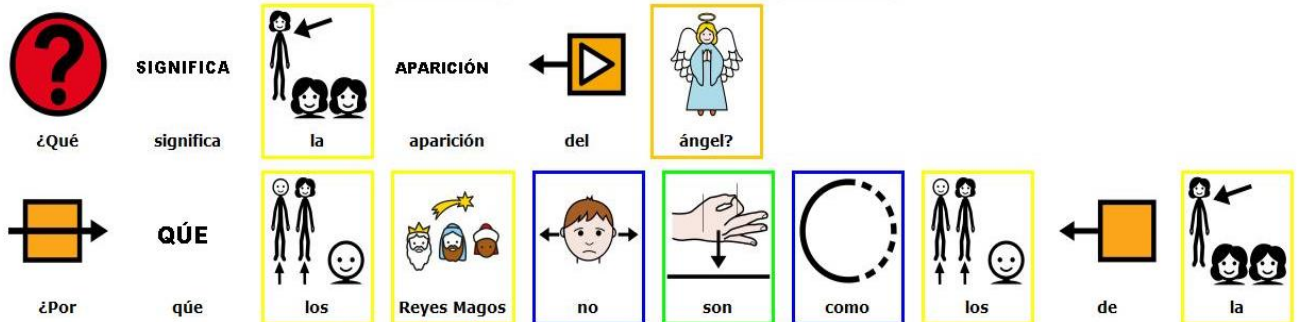 SIGNIFICA APARICIÓN
¿Qué significa la aparición del ángel?
QÚE
¿Por qúe los Reyes Magos no son como los de la